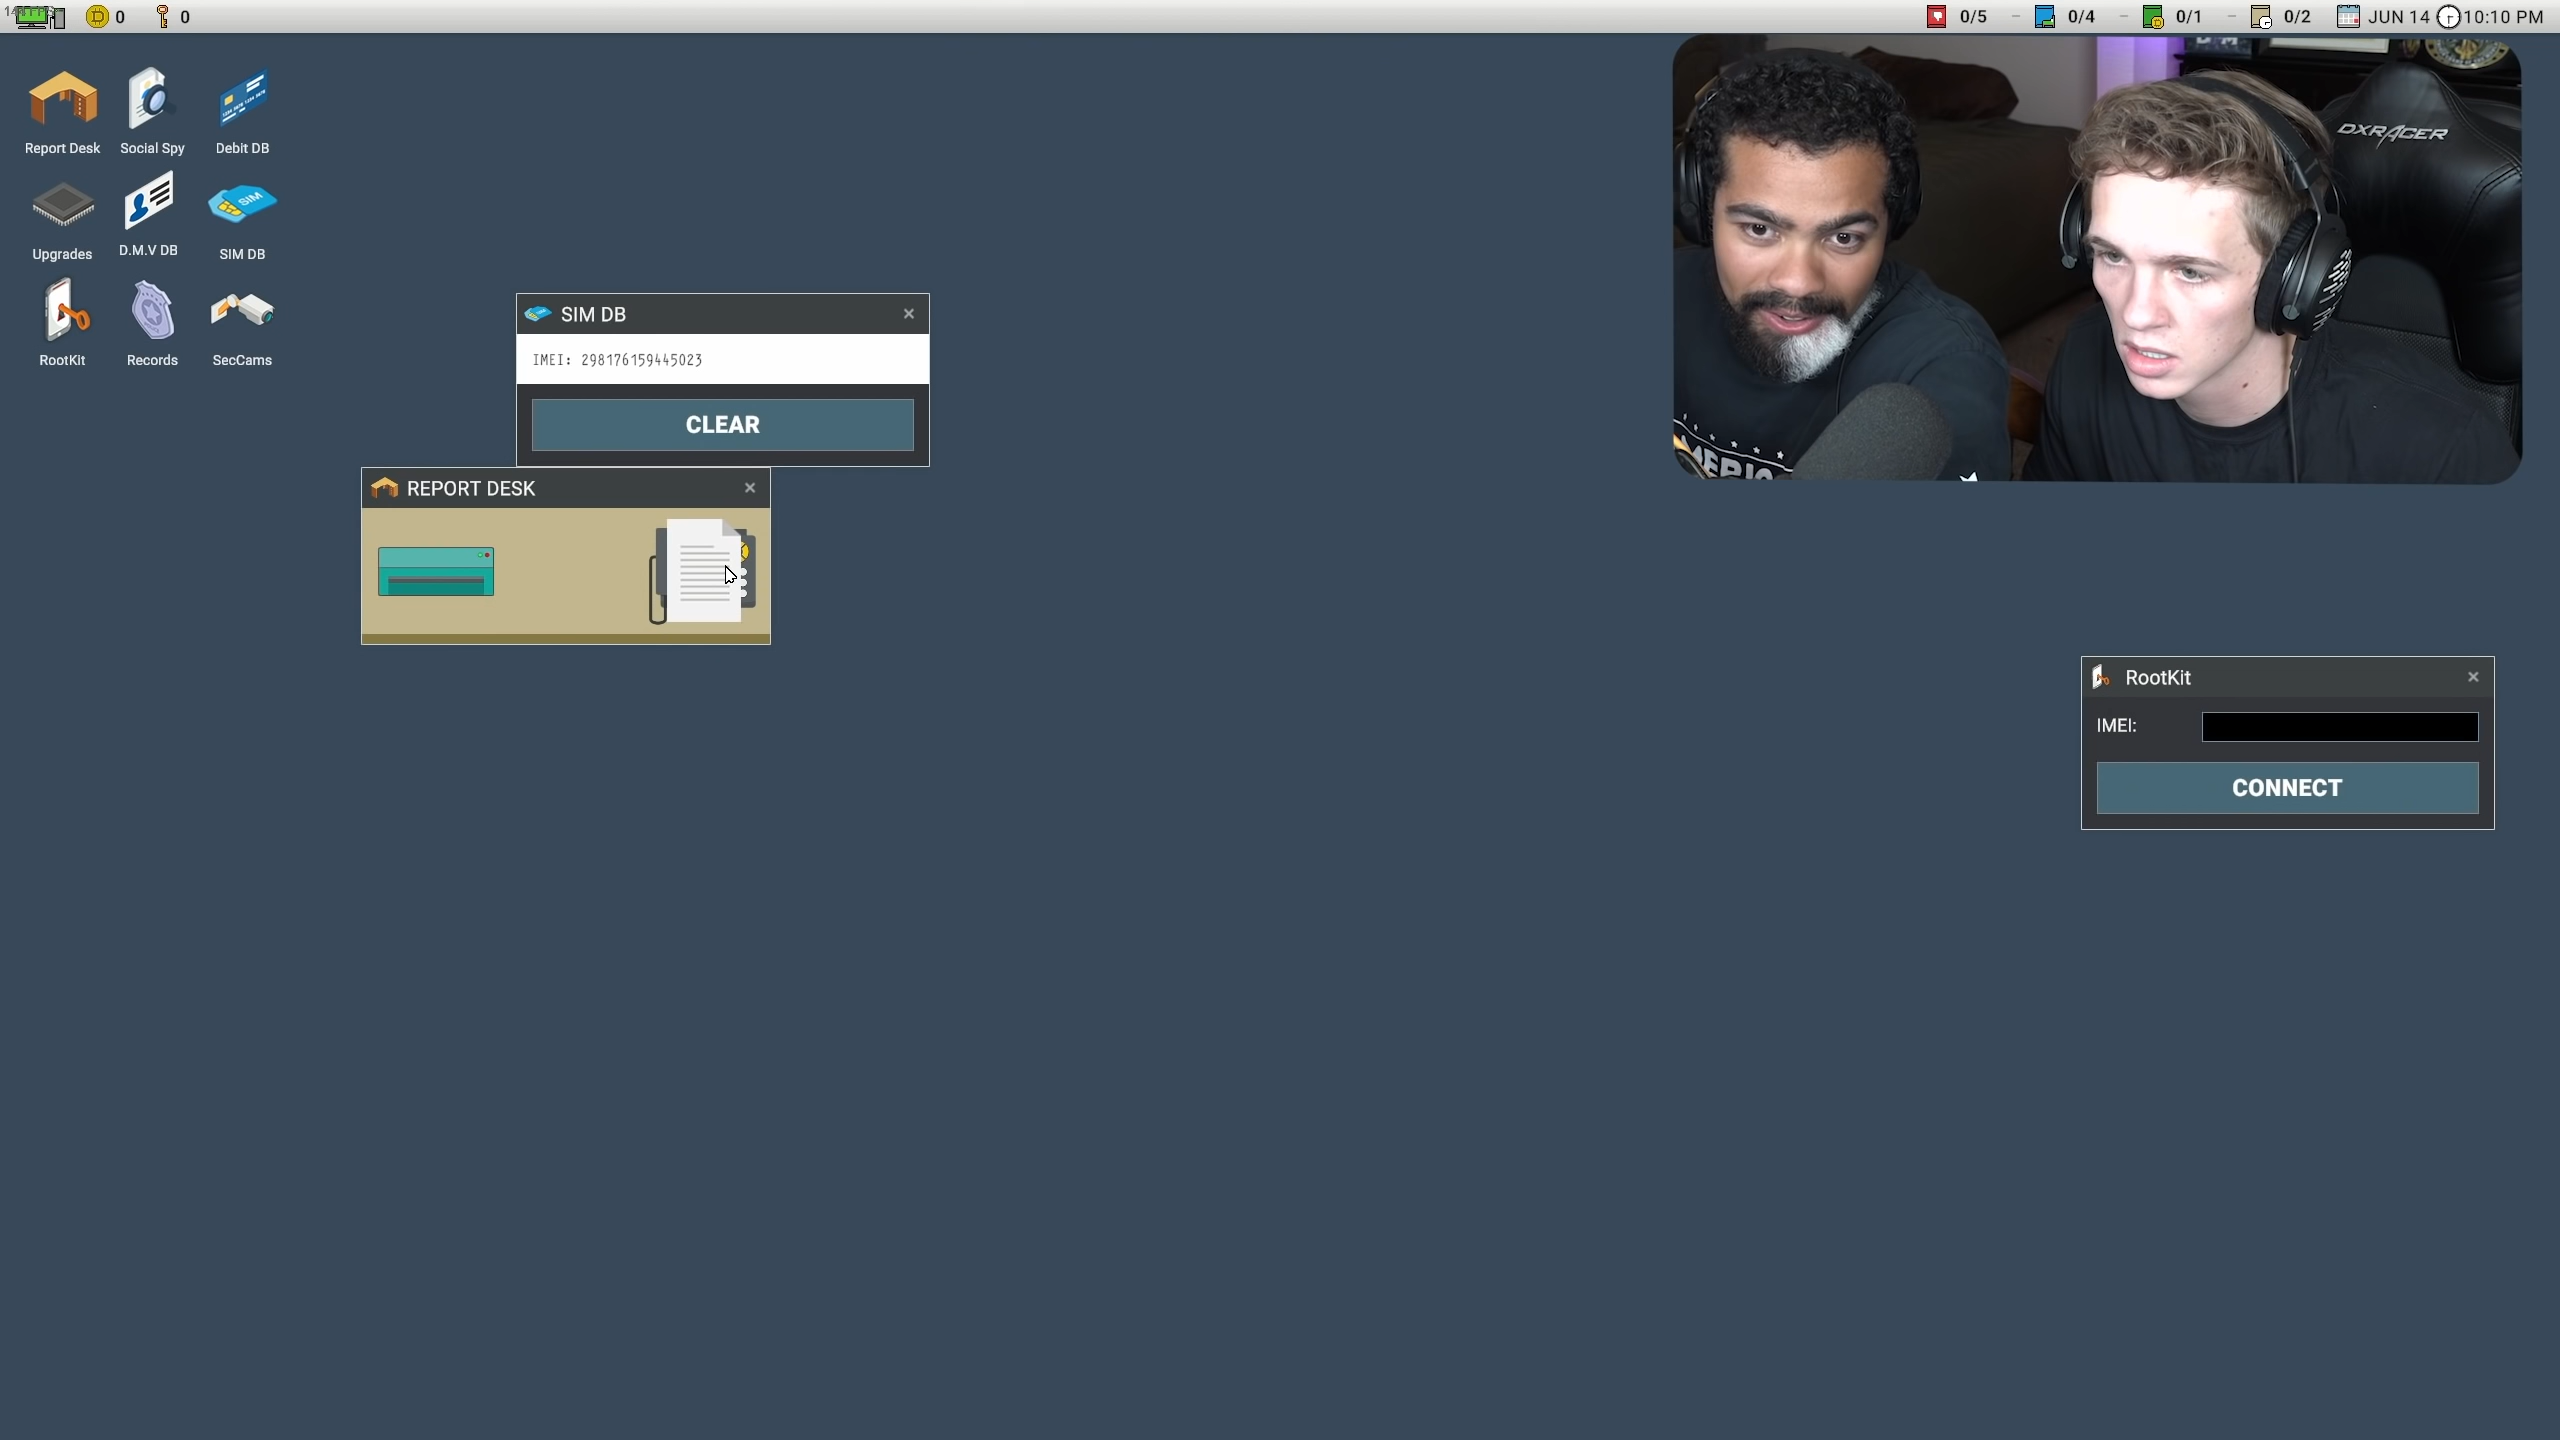 0
0
0/5
0/4
0/1
0/2
JUN 14
10:10 PM
Report Desk
Social Spy
Debit DB
Upgrades
D.M.V DB
SIM DB
SIM
RootKit
Records
SecCams
SIM DB
IMEI: 298176159445023
CLEAR
REPORT DESK
RootKit
IMEI:
CONNECT
DXRACER